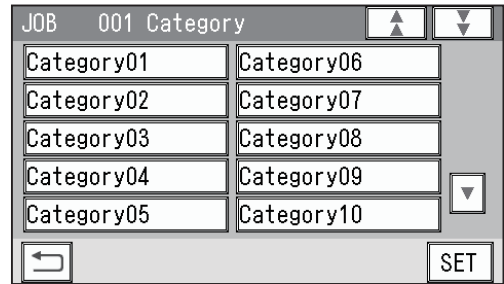 JOB 001 Category
Category01 Category06
Category02 Category07
Category03 Category08
Category04 Category09
Category05 Category10
SET